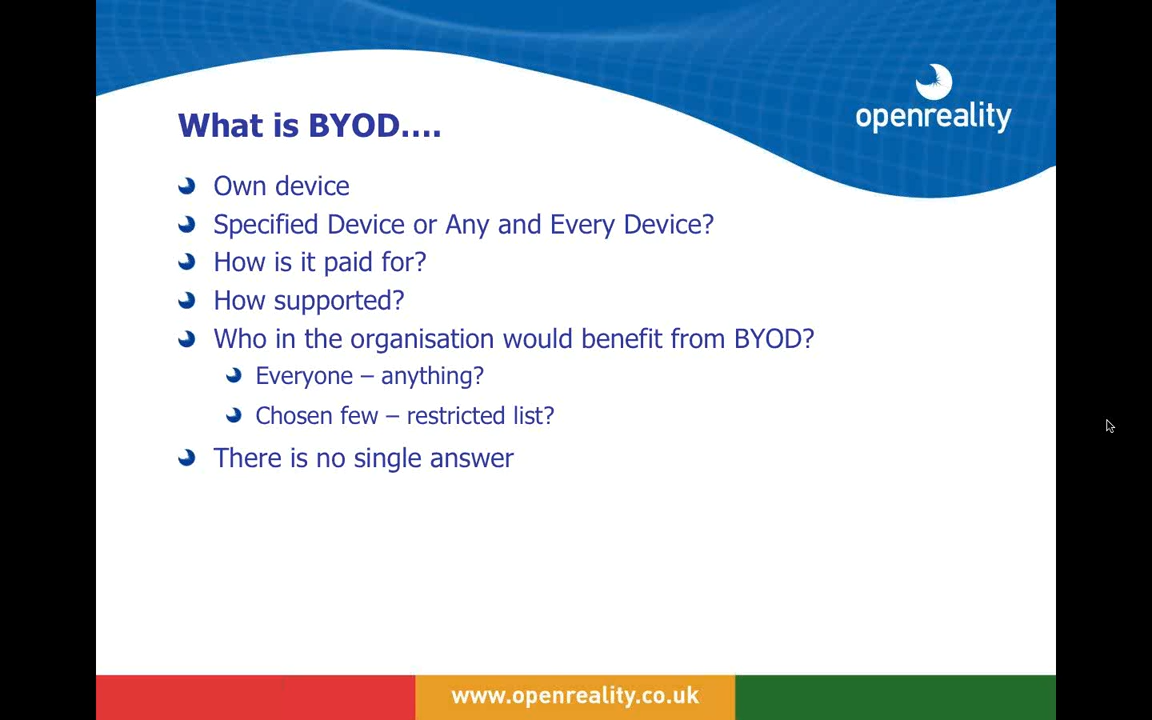 openreality
What is BYOD....
Own device
Specified Device or Any and Every Device?
How is it paid for?
How supported?
Who in the organisation would benefit from BYOD?
Everyone – anything?
Chosen few – restricted list?
There is no single answer
www.openreality.co.uk